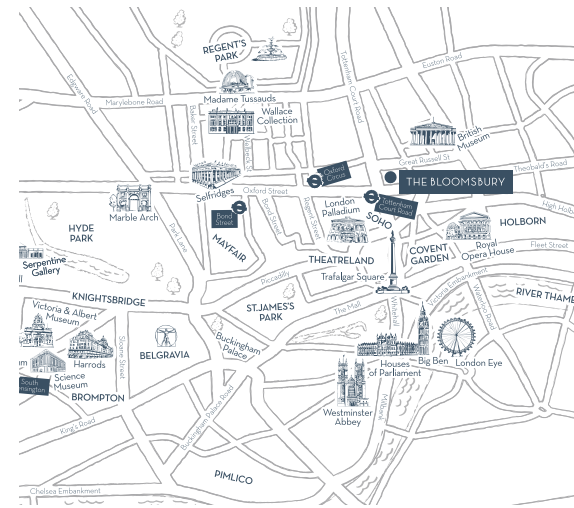 REGENT'S
PARK
Tottenham Court Road
Euston Road
Edgware Road
Marylebone Road
Madame Tussauds
Wallace
Collection
Baker Street
British
Museum
Great Russell St
Theobald's Road
Oxford
Circus
THE BLOOMSBURY
Selfridges
Oxford Street
Tottenham
Court Road
Marble Arch
Bond
Street
Bond Street
Regent Street
London
Palladium
SOHO
HOLBORN
Park Lane
HYDE
PARK
MAYFAIR
COVENT
GARDEN
Royal
Opera House
Fleet Street
THEATRELAND
Serpentine
Gallery
Piccadilly
Trafalgar Square
Victoria Embankment
Waterloo Road
RIVER THAME
KNIGHTSBRIDGE
ST.JAMES'S
PARK
The Mall
Whitehall
Victoria & Albert
Museum
Sloane Street
BELGRAVIA
Buckingham
Palace
Harrods
Houses
of Parliament
Big Ben
London Eye
Science
Museum
South
BROMPTON
Westminster
Abbey
Millbank
King's Road
Buckingham Palace Road
PIMLICO
Chelsea Embankment